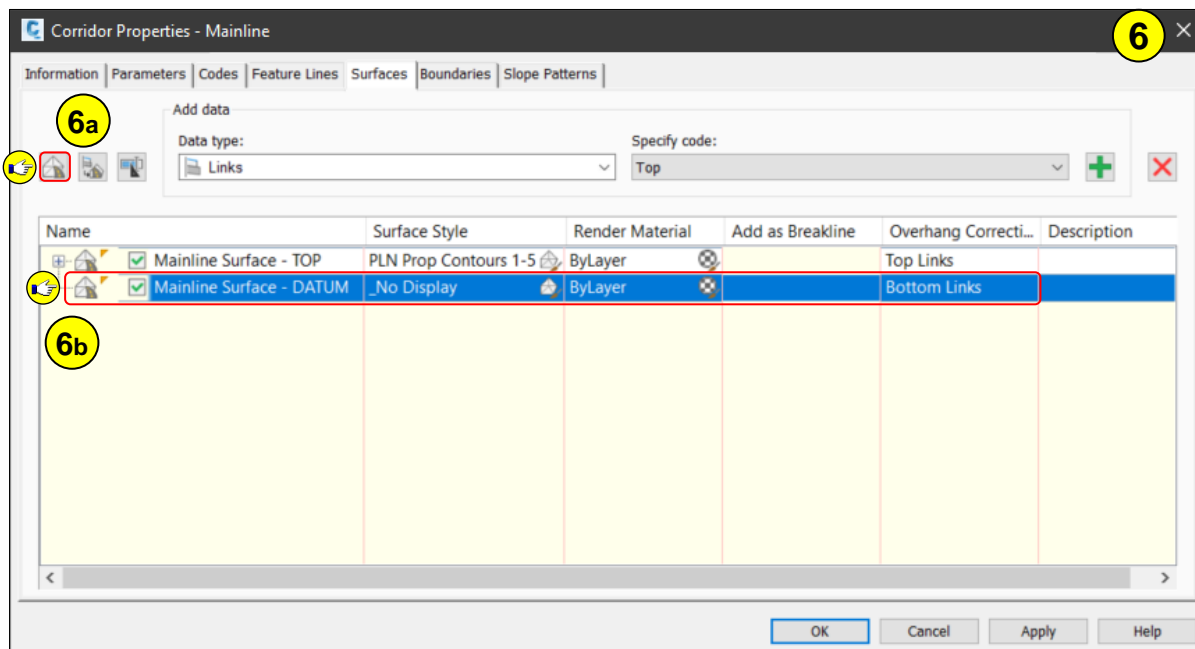 Corridor Properties - Mainline
6
Information Parameters Codes Feature Lines Surfaces Boundaries Slope Patterns
6a
Add data
Data type:
Specify code:
Links
Top
Name Surface Style Render Material Add as Breakline Overhang Correcti... Description
Mainline Surface - TOP PLN Prop Contours 1-5 ByLayer Top Links
Mainline Surface - DATUM _No Display ByLayer Bottom Links
6b
OK Cancel Apply Help